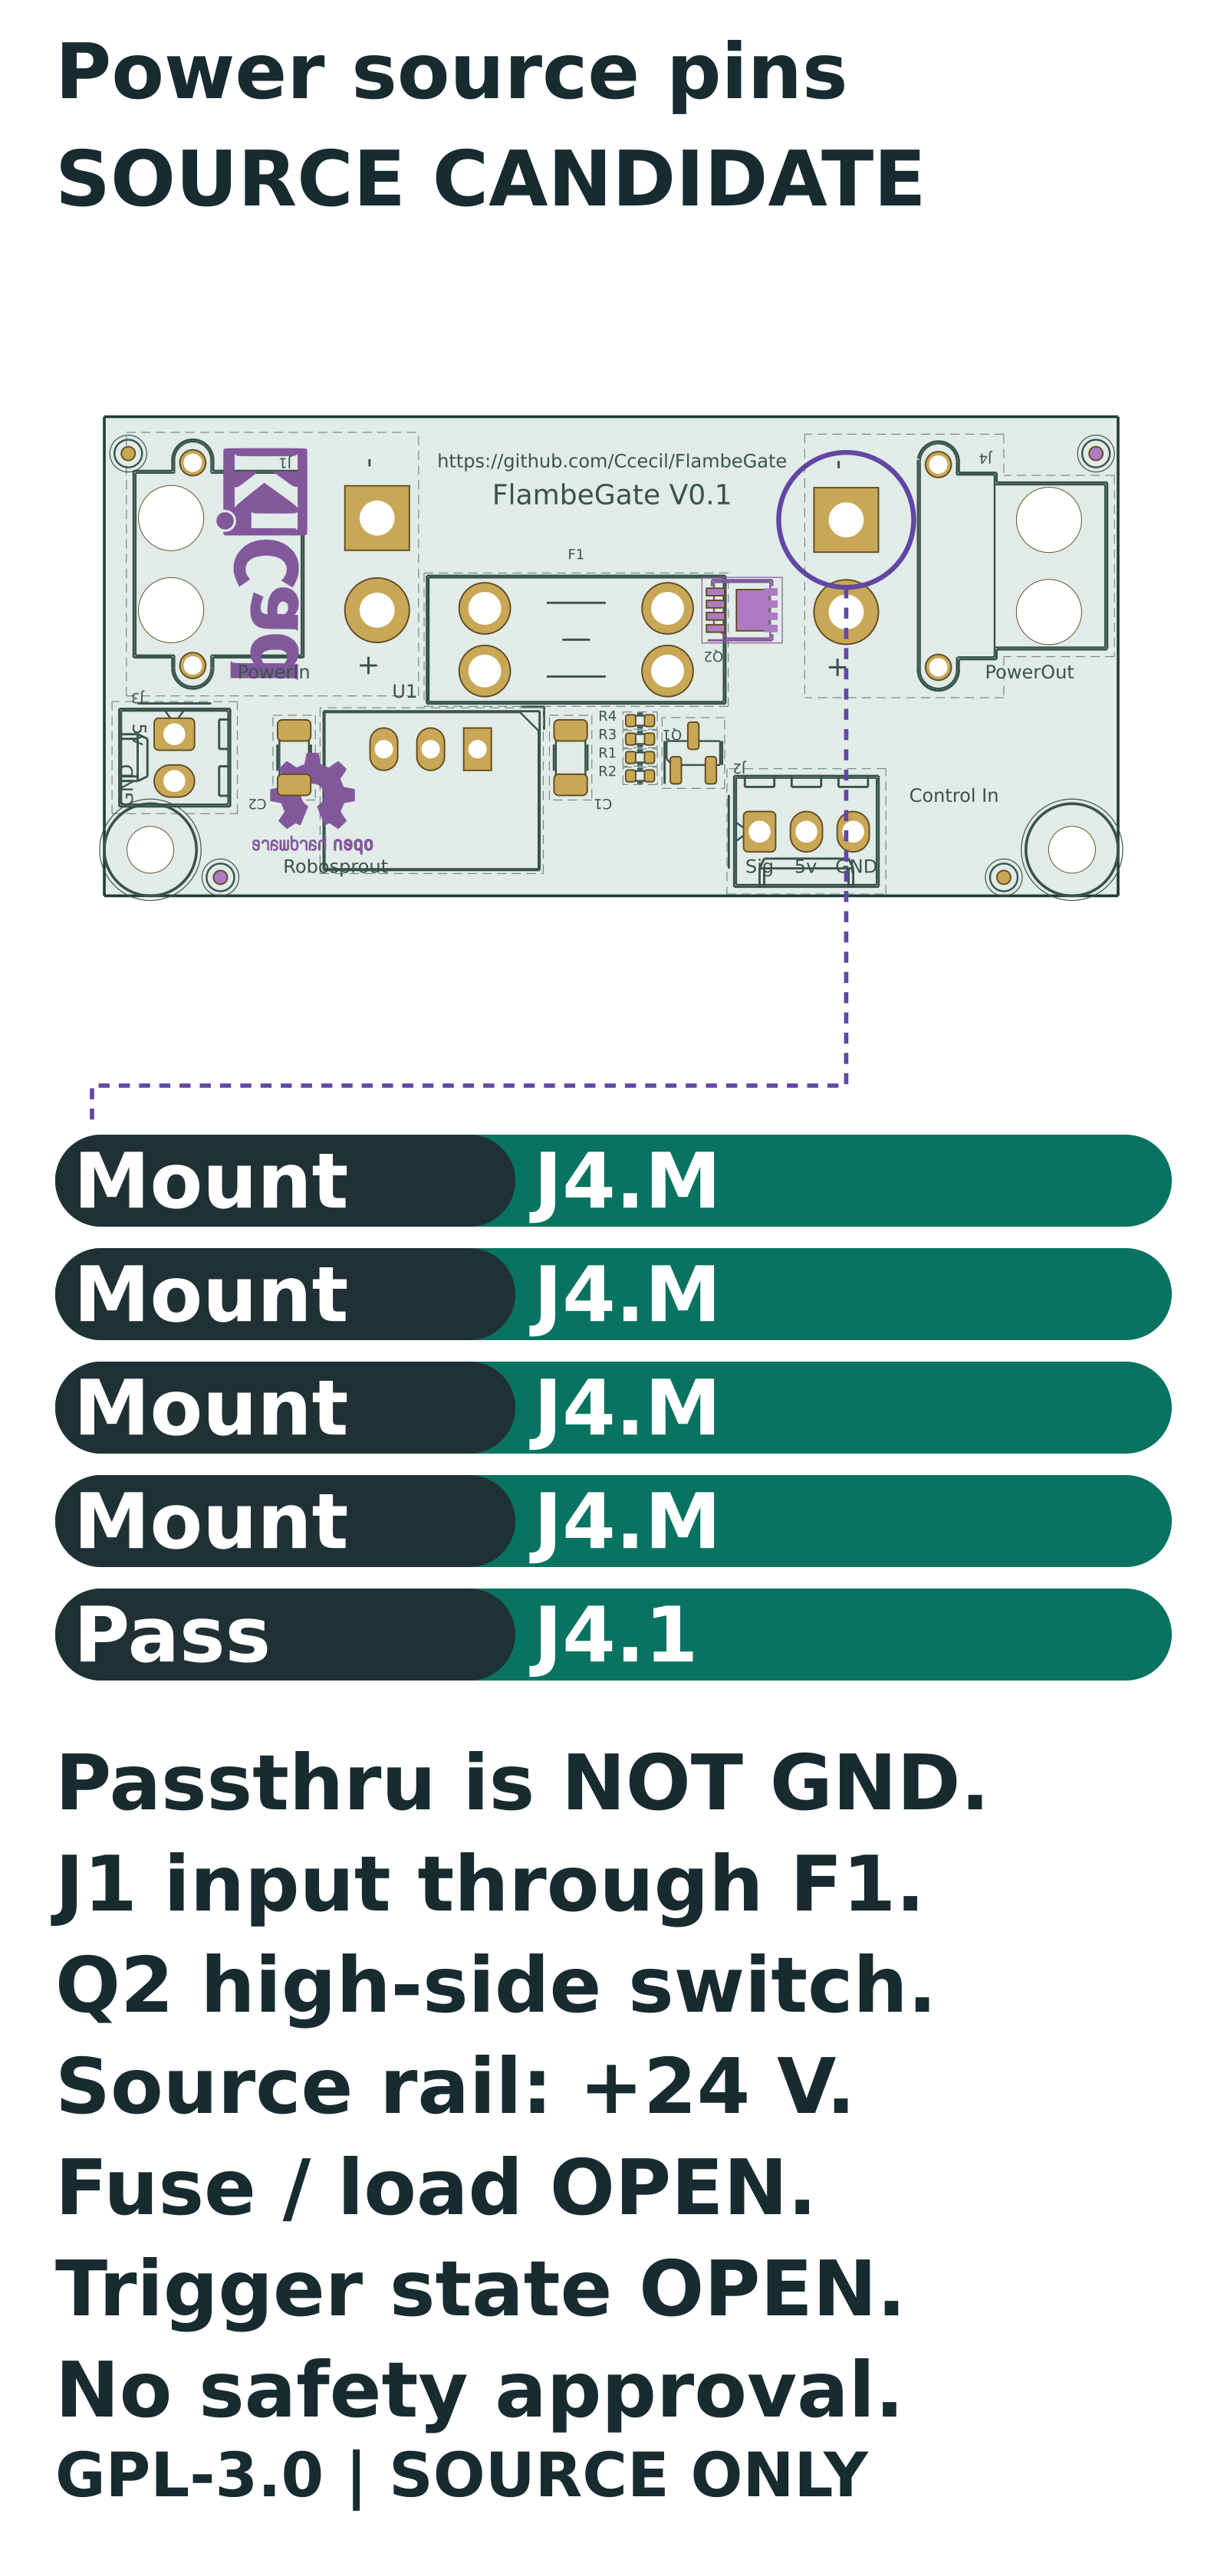 Power source pins
SOURCE CANDIDATE
J1
-
https://github.com/Ccecil/FlambeGate
-
J4
FlambeGate V0.1
F1
KiCad
Q2
PowerIn
+
+
PowerOut
J3
U1
R4
R3
R1
R2
Q1
5v
GND
J2
C2
C1
Control In
open hardware
Robosprout
Sig 5v GND
Mount J4.M
Mount J4.M
Mount J4.M
Mount J4.M
Pass J4.1
Passthru is NOT GND.
J1 input through F1.
Q2 high-side switch.
Source rail: +24 V.
Fuse / load OPEN.
Trigger state OPEN.
No safety approval.
GPL-3.0 | SOURCE ONLY